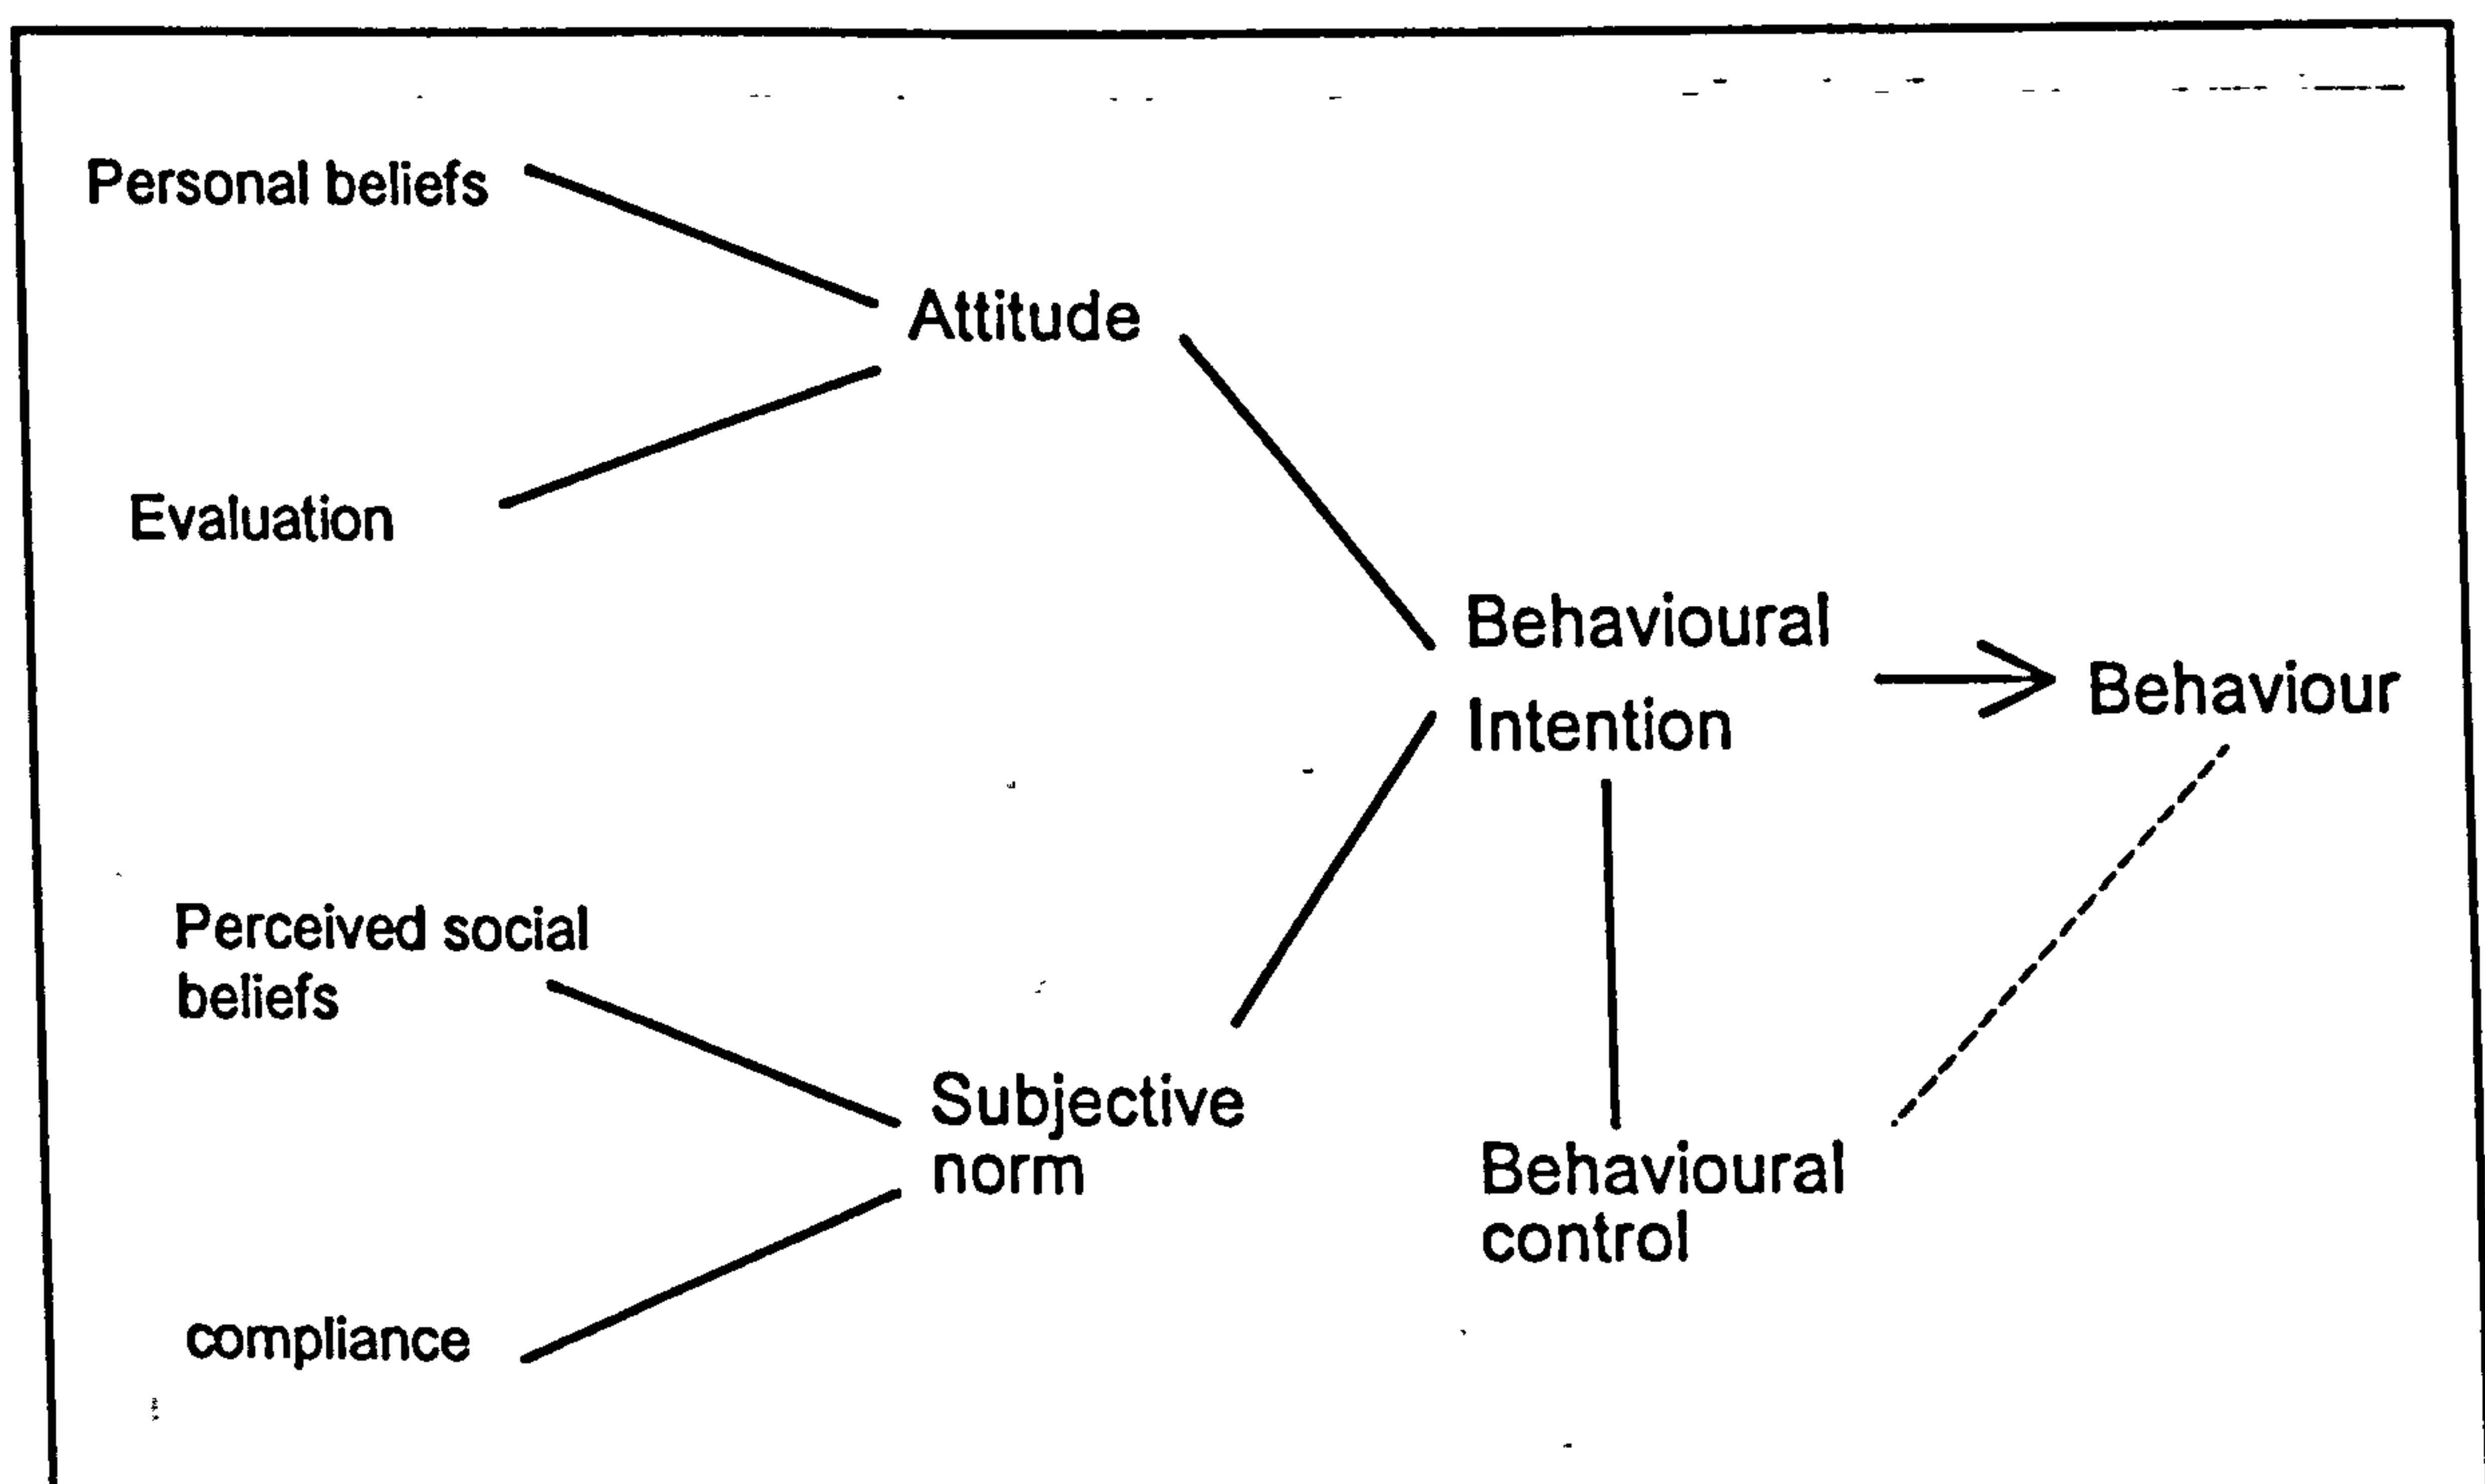 Personal beliefs
Attitude
Evaluation
Behavioural
Intention
Behaviour
Perceived social
beliefs
Subjective
norm
Behavioural
control
compliance